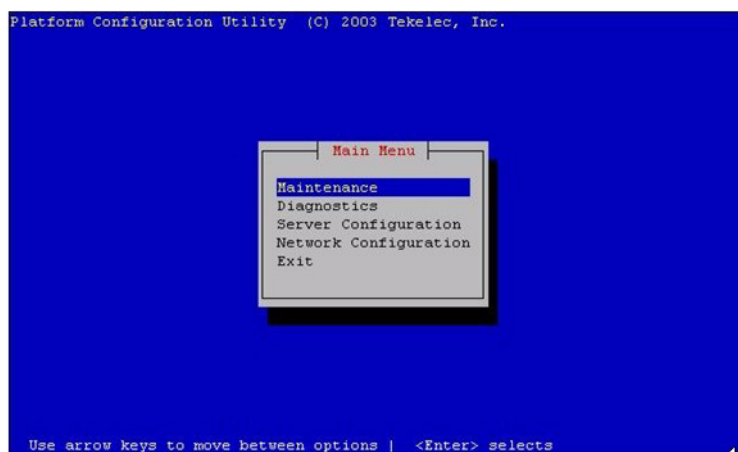 Platform Configuration Utility (C) 2003 Tekelec, Inc.
Main Menu
Maintenance
Diagnostics
Server Configuration
Network Configuration
Exit
Use arrow keys to move between options | <Enter> selects